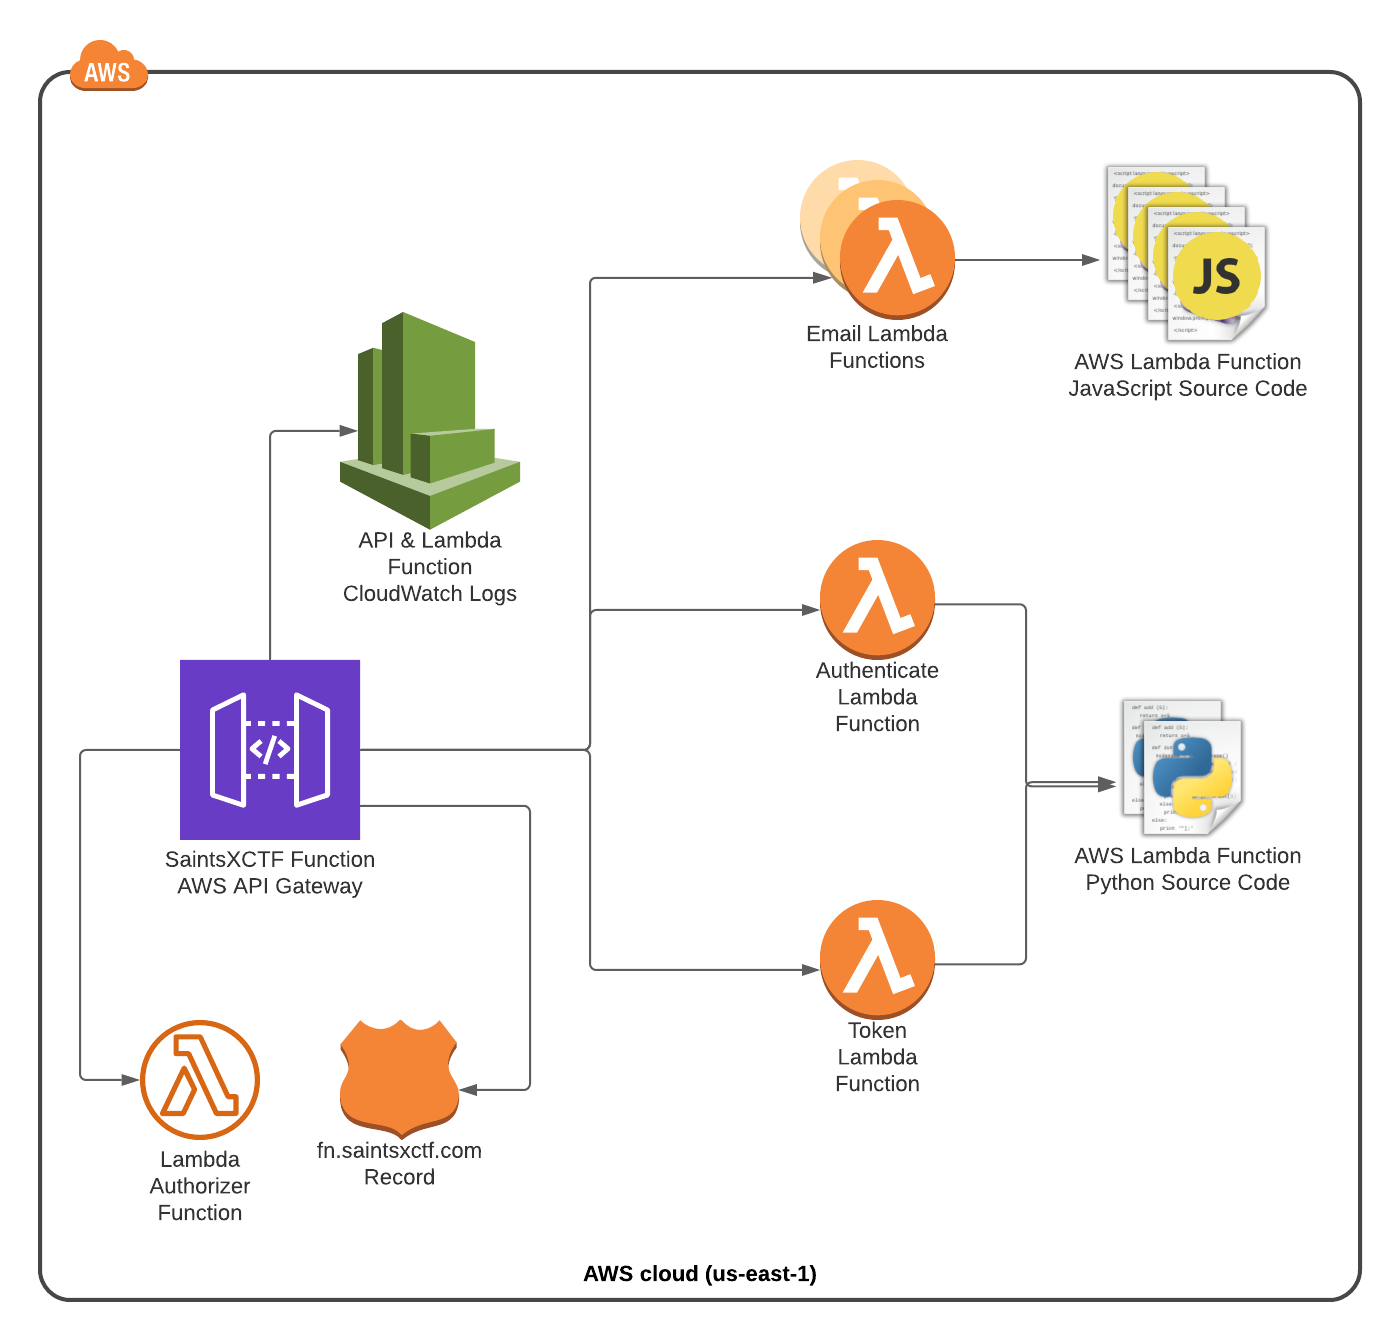 AWS
Email Lambda
Functions
JS
AWS Lambda Function
JavaScript Source Code
API & Lambda
Function
CloudWatch Logs
Authenticate
Lambda
Function
SaintsXCTF Function
AWS API Gateway
AWS Lambda Function
Python Source Code
Token
Lambda
Function
Lambda
Authorizer
Function
fn.saintsxctf.com
Record
AWS cloud (us-east-1)